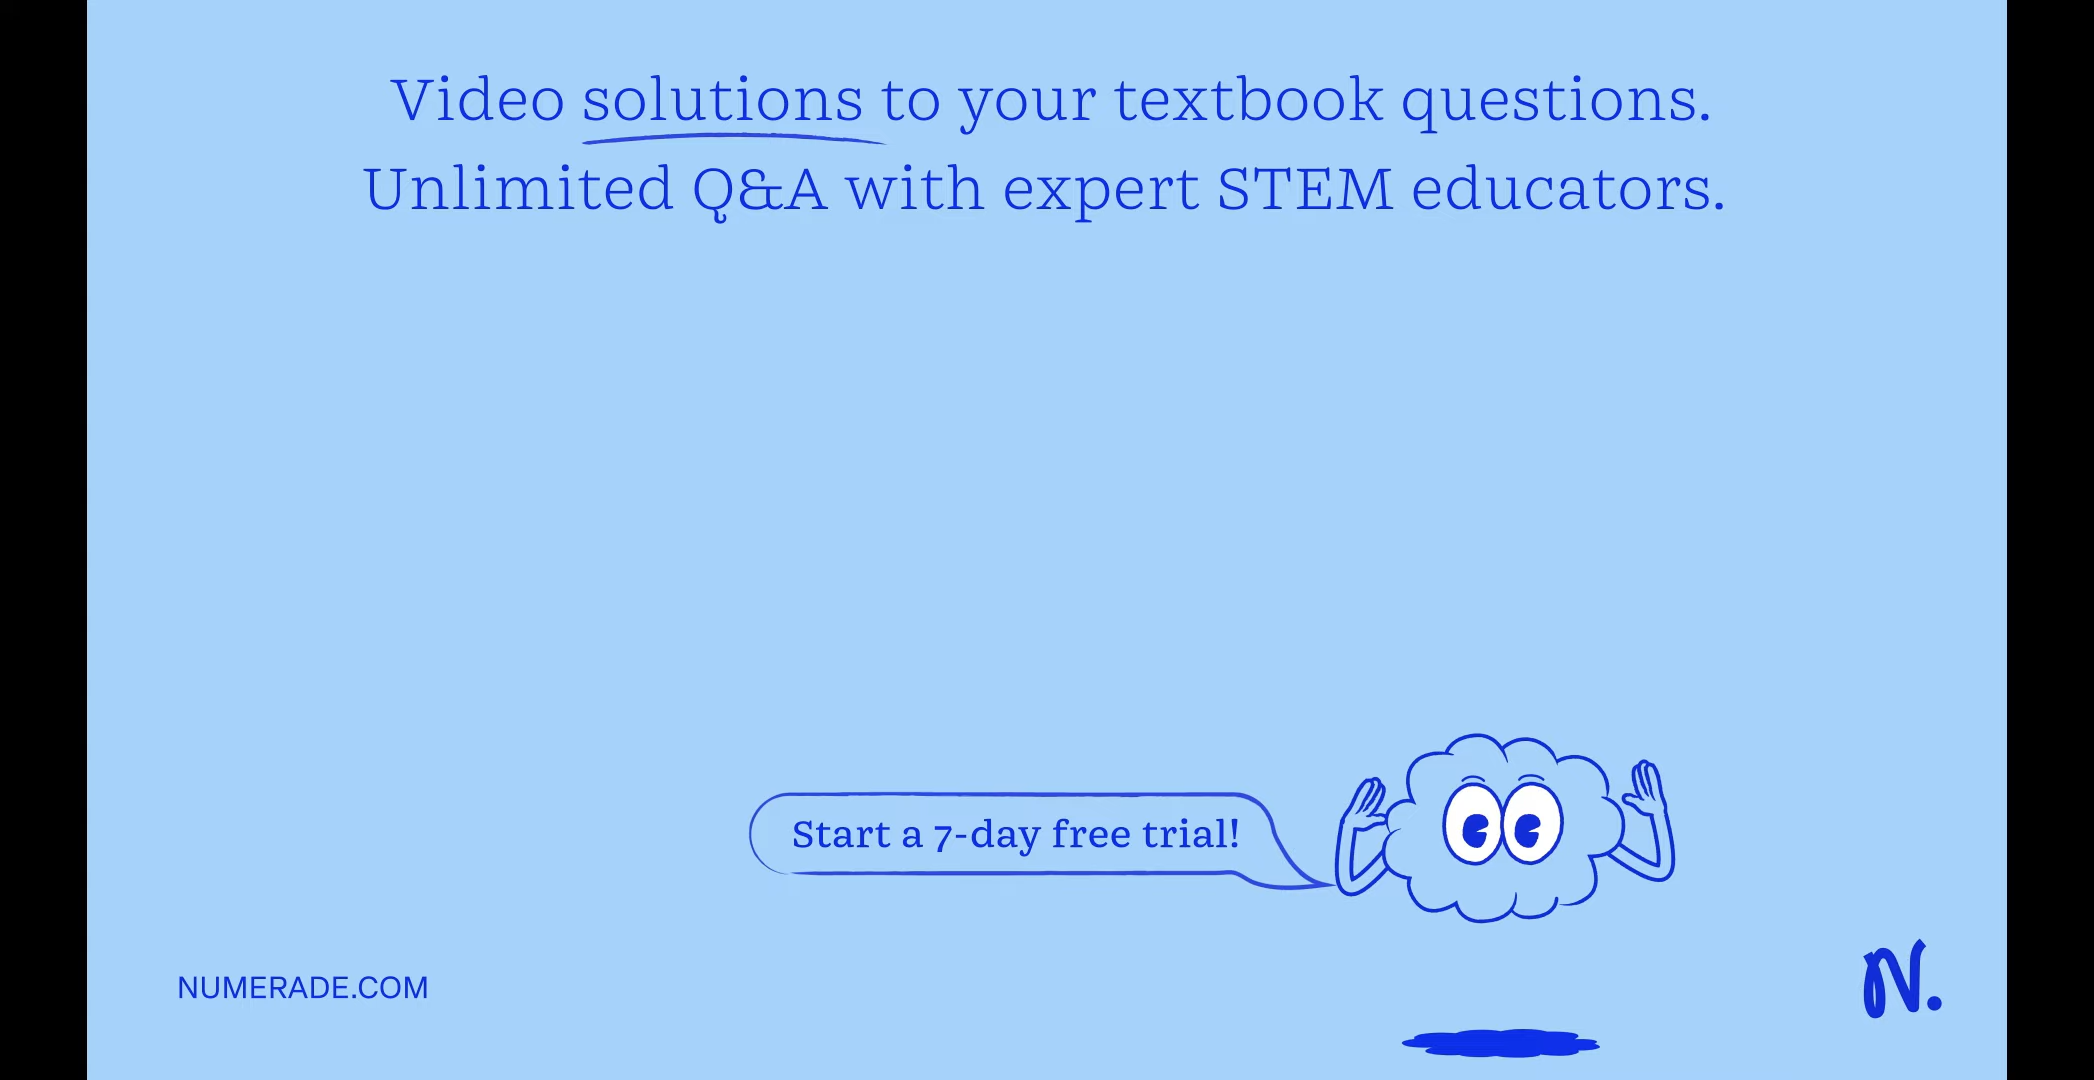 Video solutions to your textbook questions.
Unlimited Q&A with expert STEM educators.
Start a 7-day free trial!
NUMERADE.COM
N.